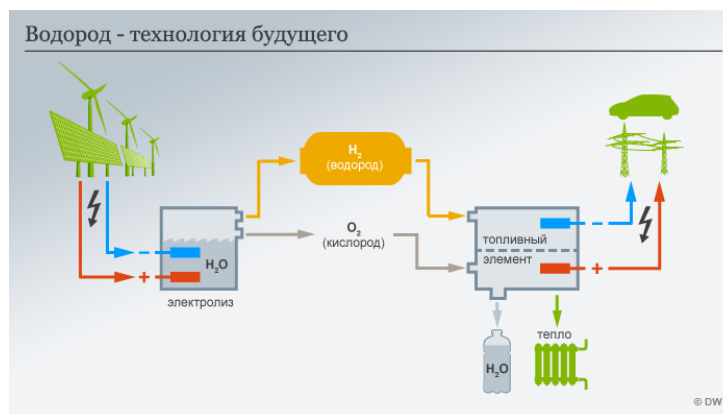 Водород - технология будущего
H₂
(водород)
O₂
(кислород)
−
+
H₂O
электролиз
топливный
элемент
−
+
H₂O
тепло
© DW